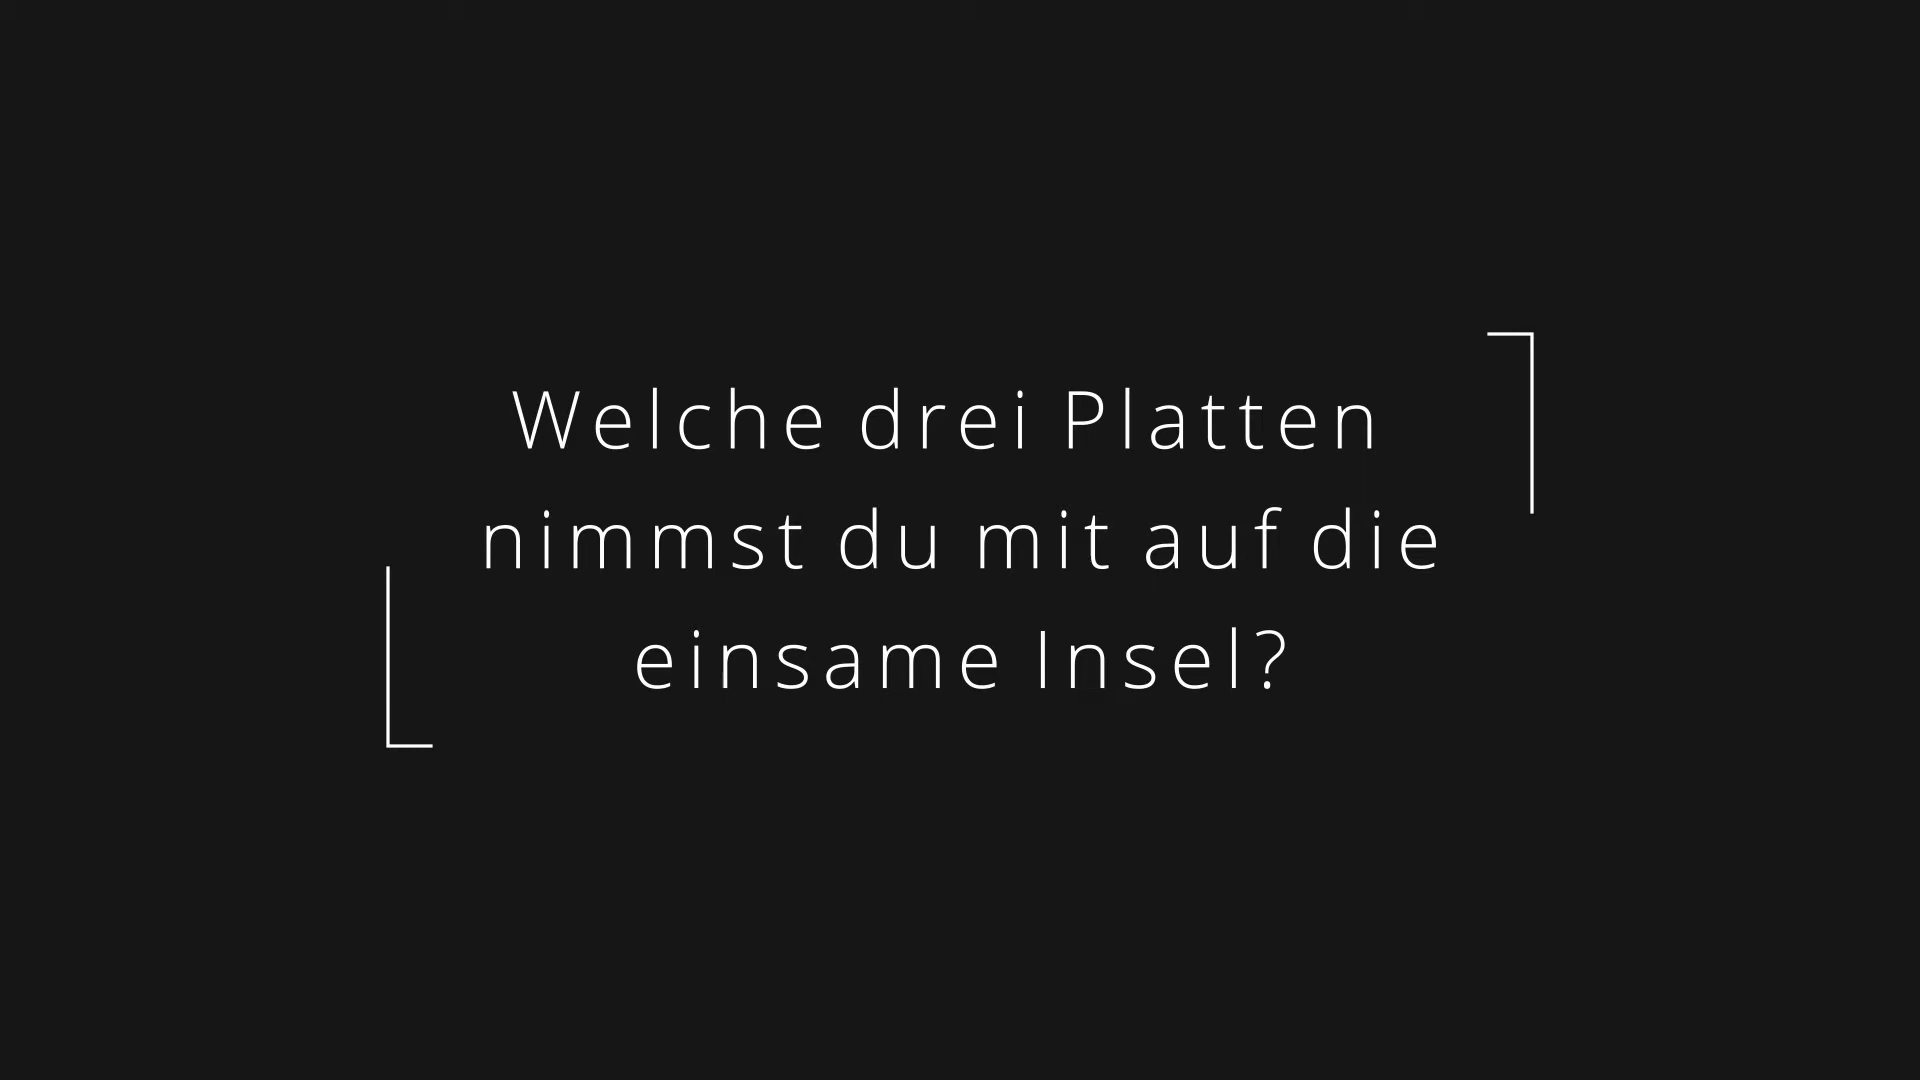 Welche drei Platten
nimmst du mit auf die
einsame Insel?